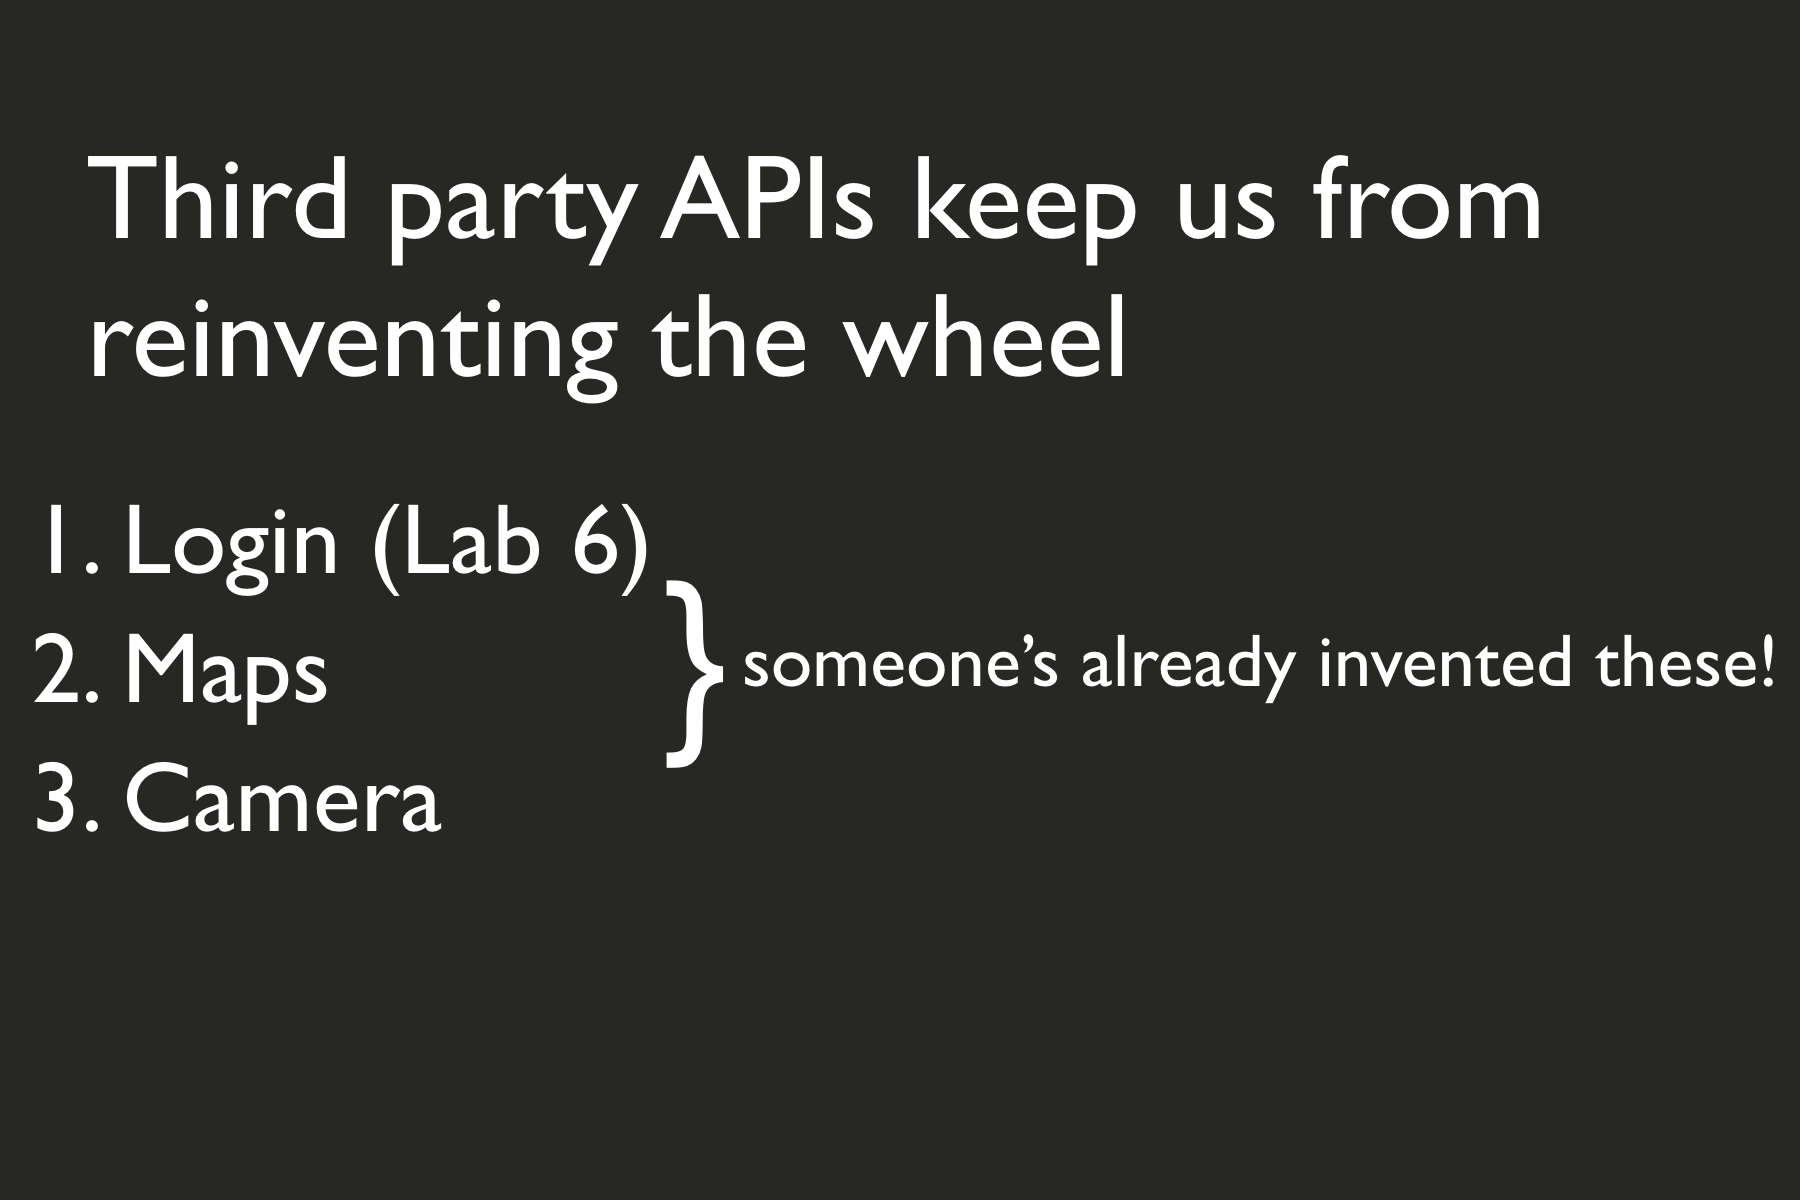 Third party APIs keep us from
reinventing the wheel
1. Login (Lab 6)
2. Maps
3. Camera
} someone’s already invented these!